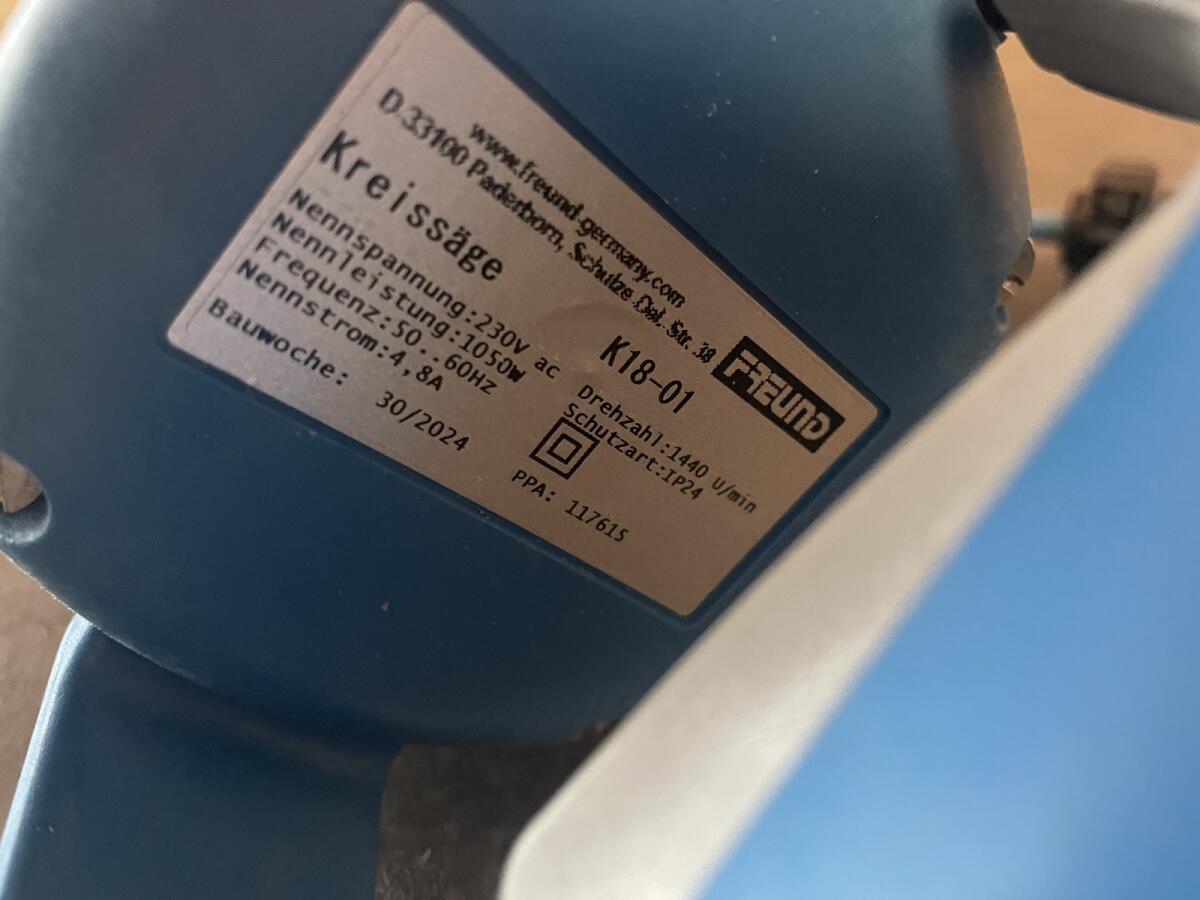 www.freund-germany.com
D-33100 Paderborn, Schulze-Del.-Str. 38
FREUND
Kreissäge K18-01
Nennspannung:230V ac
Nennleistung:1050W
Frequenz:50..60Hz
Nennstrom:4,8A
Drehzahl:1440 U/min
Schutzart:IP24
Bauwoche: 30/2024
PPA: 117615